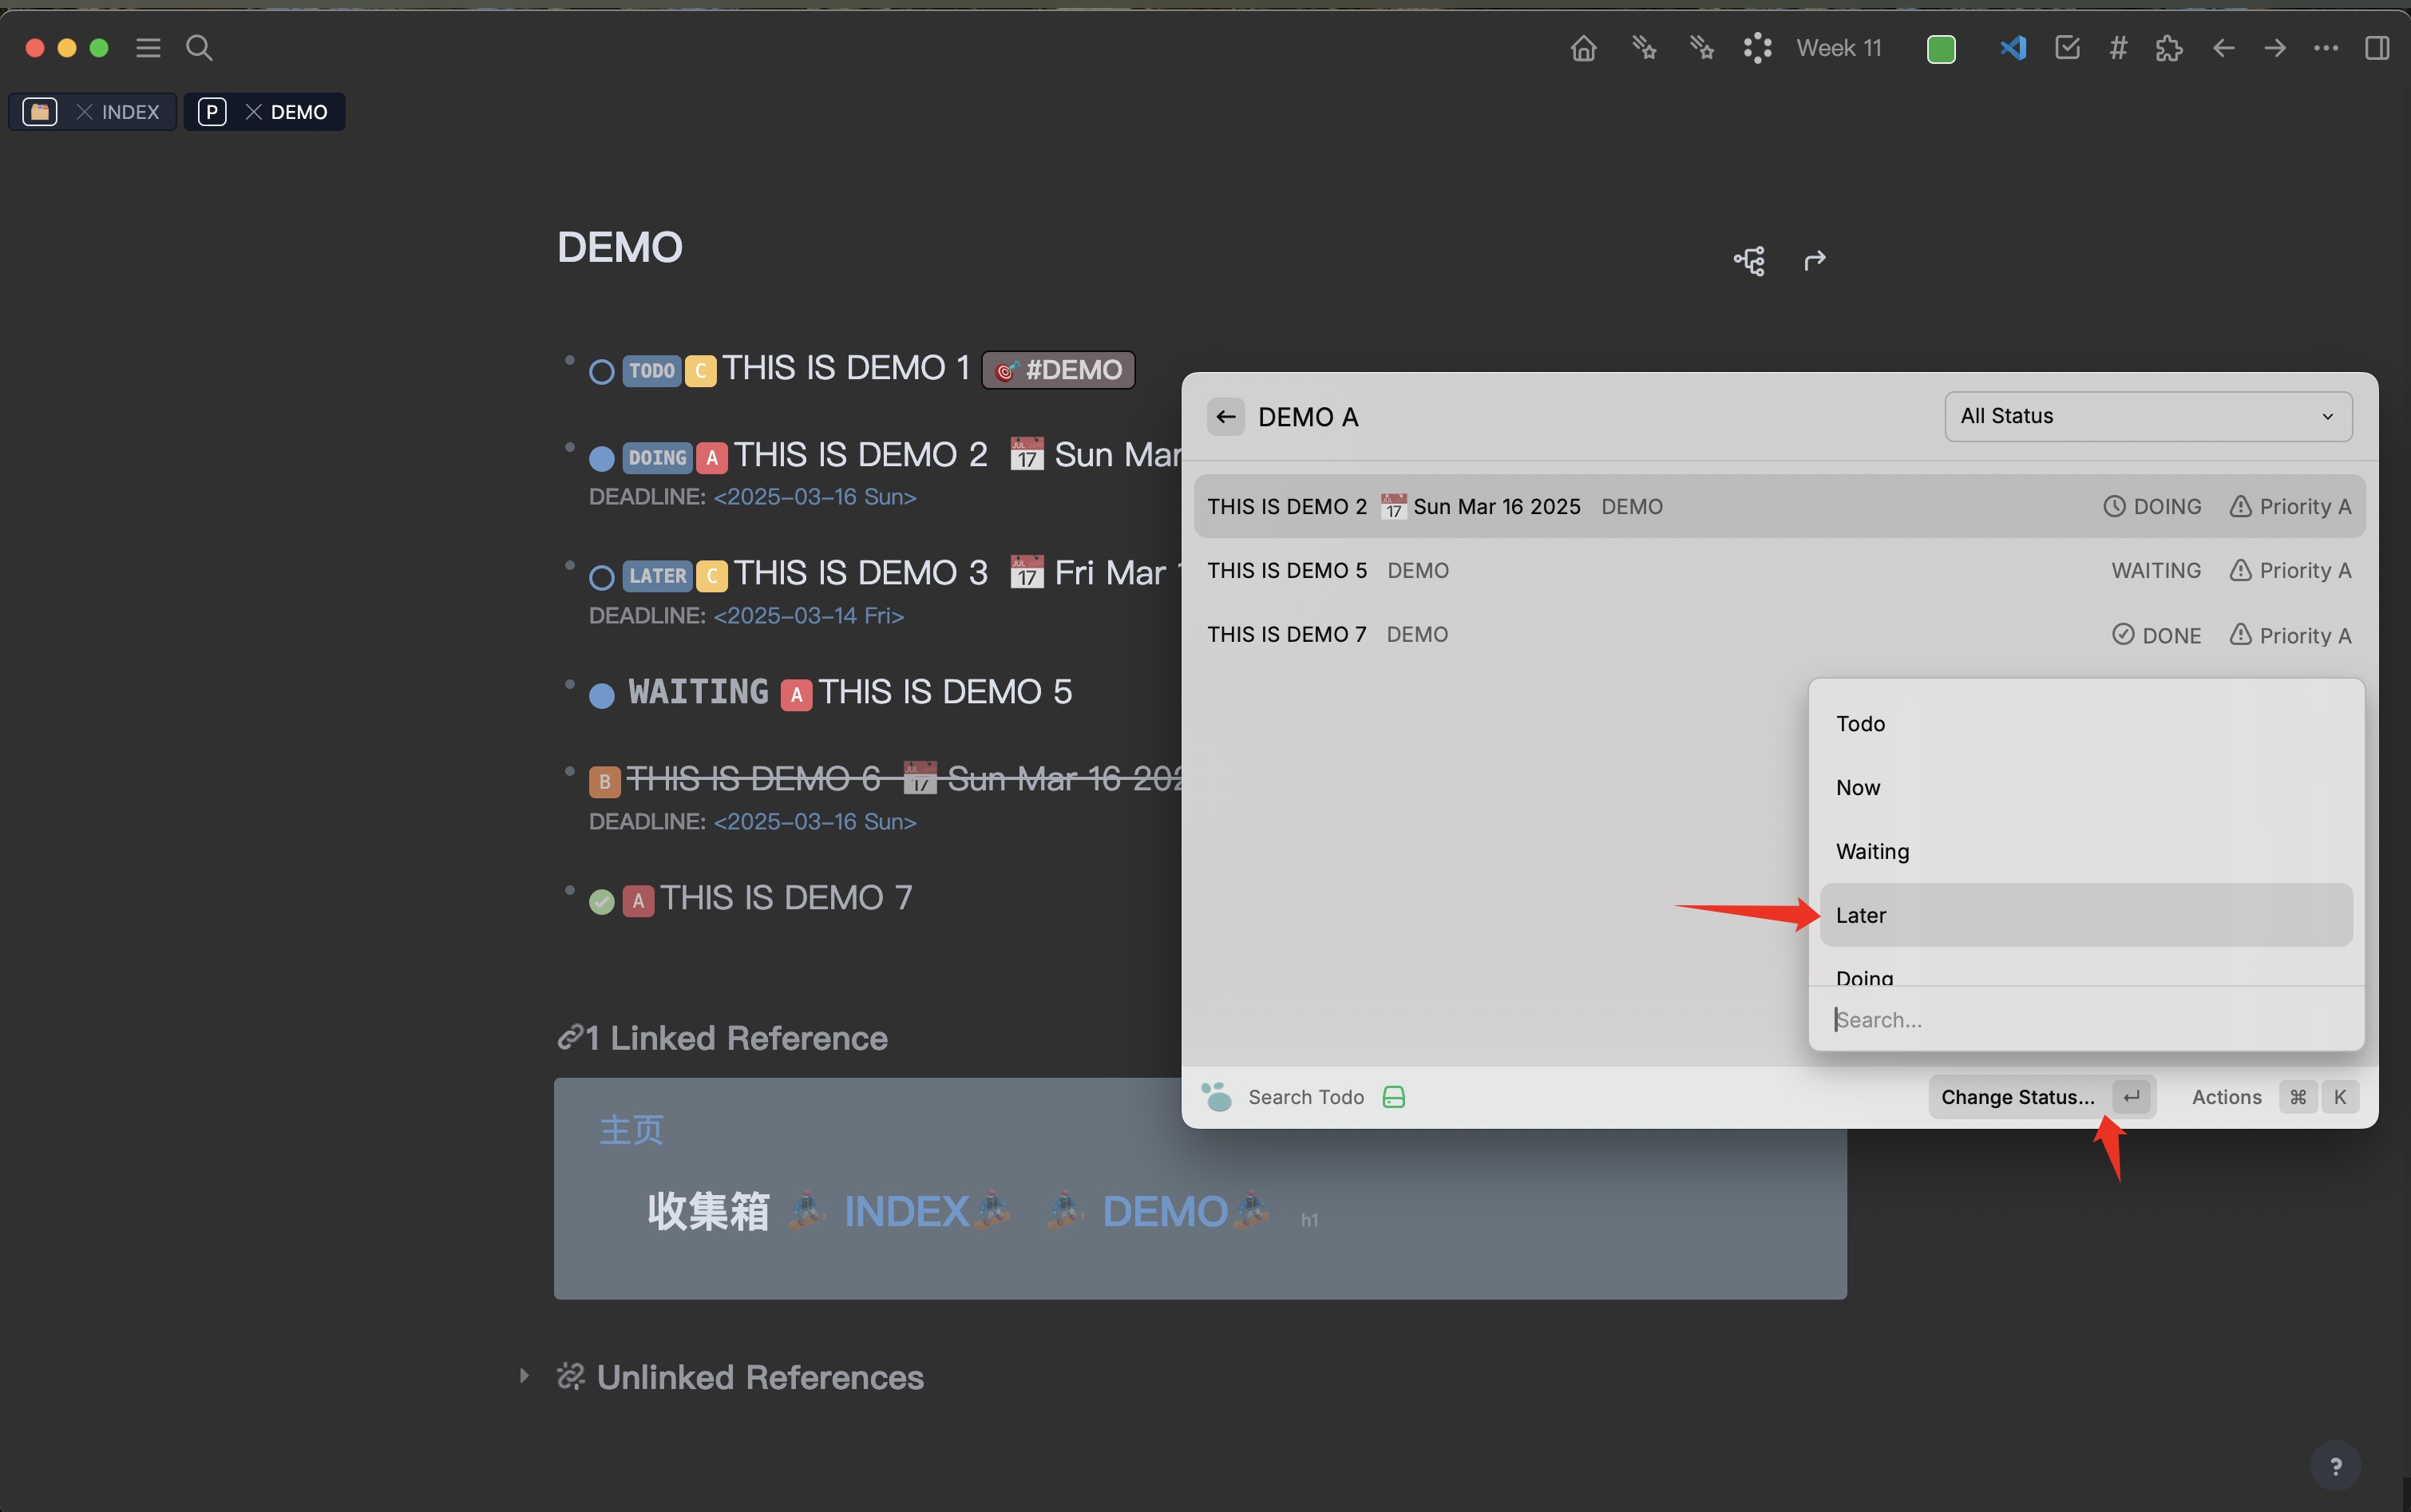 Week 11
INDEX
P DEMO
DEMO
TODO C THIS IS DEMO 1 #DEMO
DOING A THIS IS DEMO 2 JUL 17 Sun Mar
DEADLINE: <2025-03-16 Sun>
LATER C THIS IS DEMO 3 JUL 17 Fri Mar
DEADLINE: <2025-03-14 Fri>
WAITING A THIS IS DEMO 5
B THIS IS DEMO 6 JUL 17 Sun Mar 16 202
DEADLINE: <2025-03-16 Sun>
A THIS IS DEMO 7
1 Linked Reference
主页
收集箱 INDEX DEMO h1
Unlinked References
DEMO A
All Status
THIS IS DEMO 2 17 Sun Mar 16 2025 DEMO DOING Priority A
THIS IS DEMO 5 DEMO WAITING Priority A
THIS IS DEMO 7 DEMO DONE Priority A
Todo
Now
Waiting
Later
Doing
Search...
Search Todo Change Status... Actions ⌘ K
?